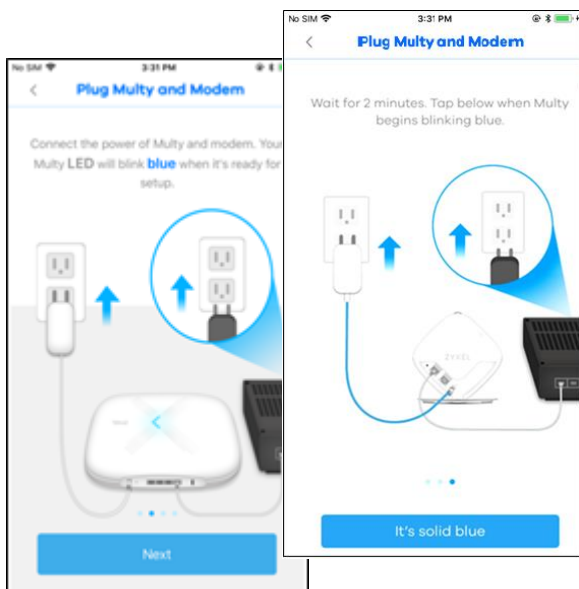 No SIM 3:31 PM
Plug Multy and Modem
Connect the power of Multy and modem. Your
Multy LED will blink blue when it's ready for
setup.
Next
No SIM 3:31 PM
Plug Multy and Modem
Wait for 2 minutes. Tap below when Multy
begins blinking blue.
ZYXEL
It's solid blue